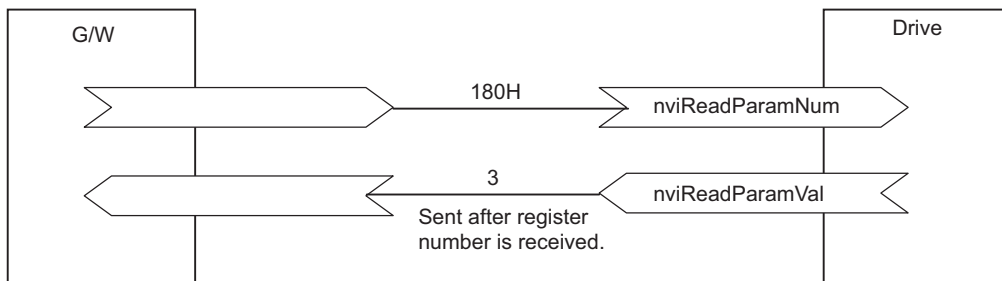 G/W
Drive
180H
nviReadParamNum
3
nviReadParamVal
Sent after register
number is received.